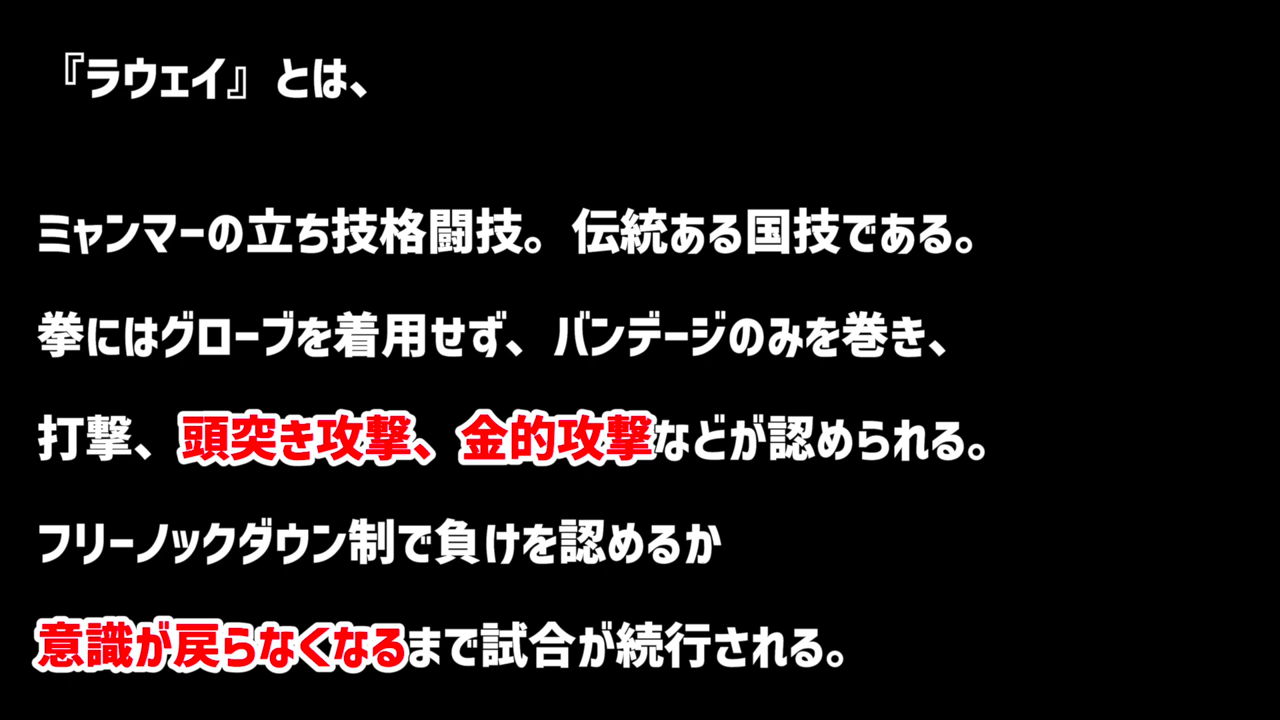 『ラウェイ』とは、
ミャンマーの立ち技格闘技。伝統ある国技である。
拳にはグローブを着用せず、バンデージのみを巻き、
打撃、頭突き攻撃、金的攻撃などが認められる。
フリーノックダウン制で負けを認めるか
意識が戻らなくなるまで試合が続行される。